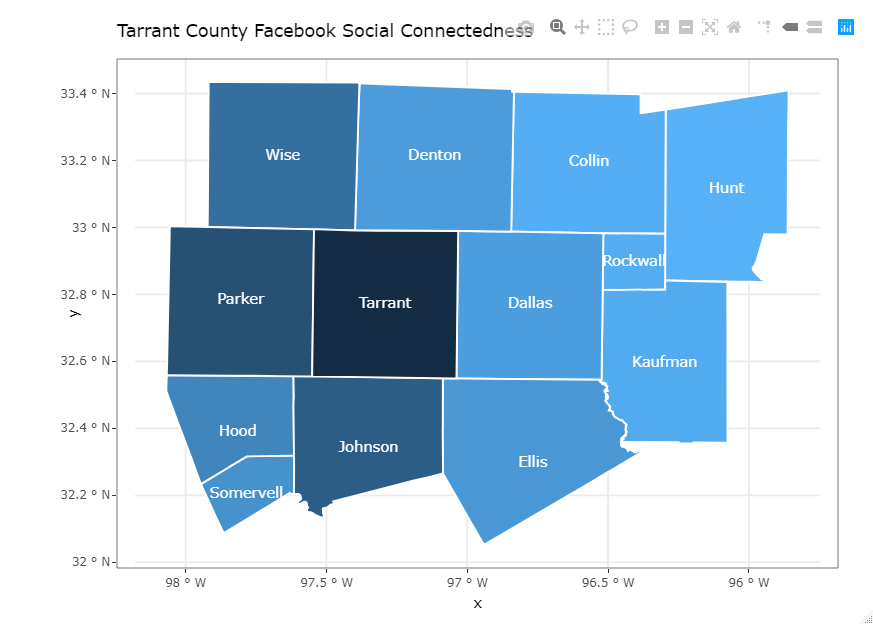 Tarrant County Facebook Social Connectedness
33.4 ° N
33.2 ° N
33 ° N
32.8 ° N
32.6 ° N
32.4 ° N
32.2 ° N
32 ° N
y
Wise
Denton
Collin
Hunt
Rockwall
Parker
Tarrant
Dallas
Kaufman
Hood
Johnson
Ellis
Somervell
98 ° W
97.5 ° W
97 ° W
96.5 ° W
96 ° W
x